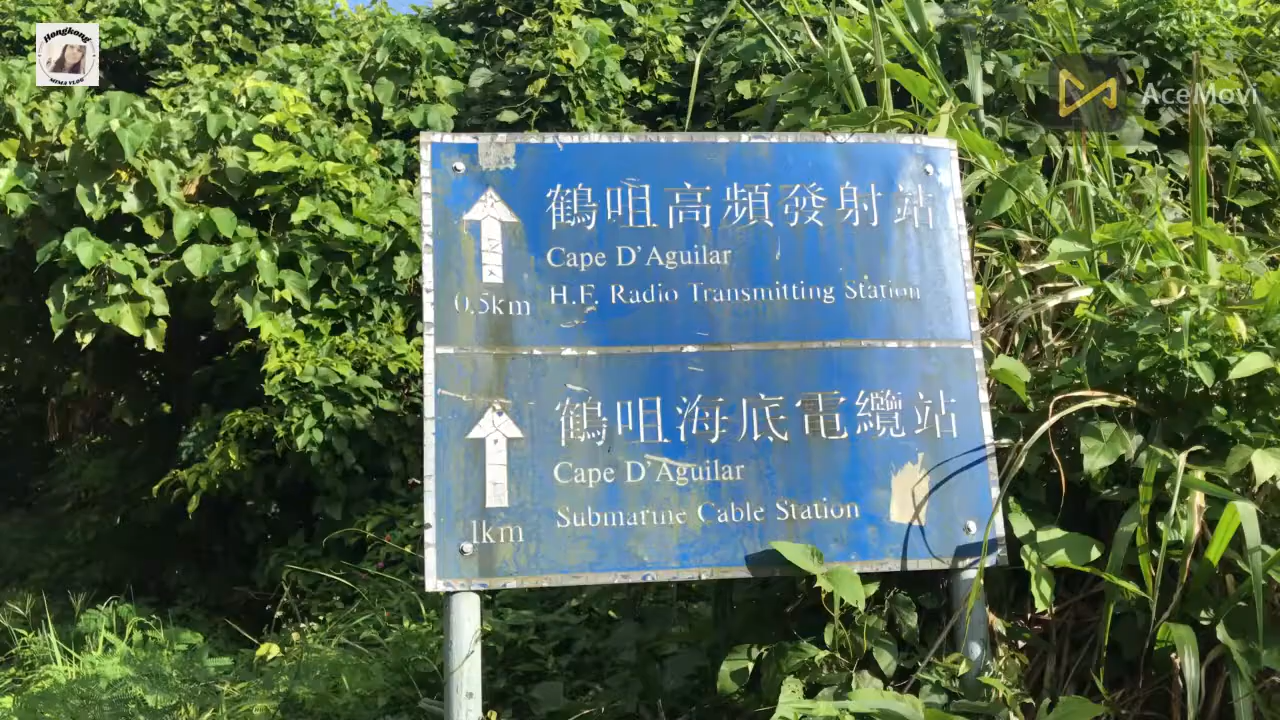 Hongkong
MIMA VLOG
AceMovi
鶴咀高頻發射站
Cape D'Aguilar
0.5km H.F. Radio Transmitting Station
鶴咀海底電纜站
Cape D'Aguilar
1km Submarine Cable Station